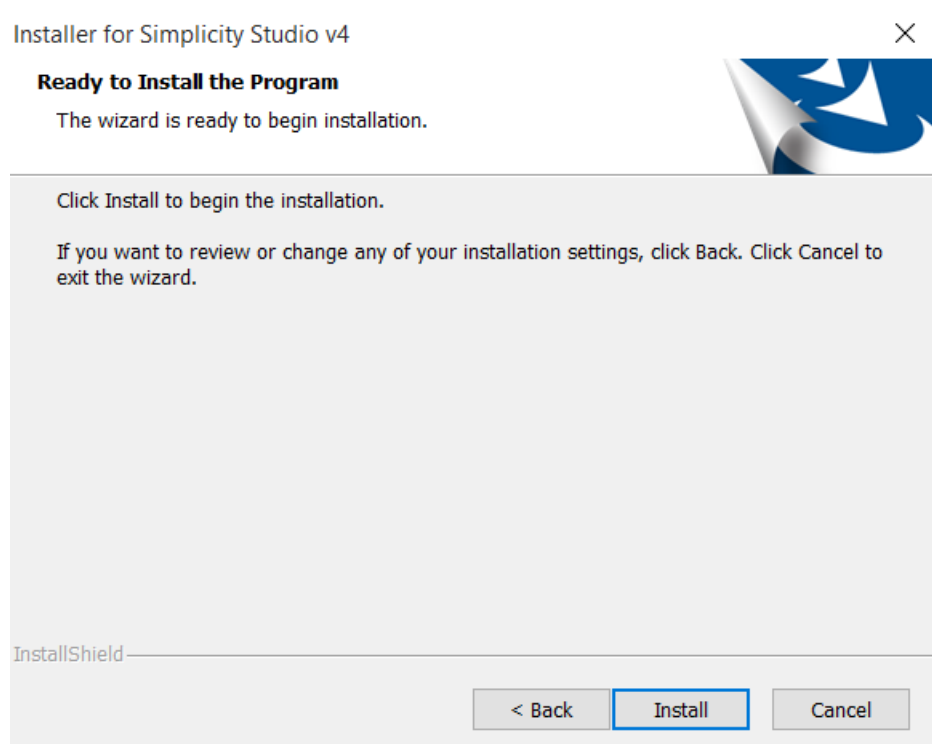 Installer for Simplicity Studio v4
Ready to Install the Program
The wizard is ready to begin installation.
Click Install to begin the installation.
If you want to review or change any of your installation settings, click Back. Click Cancel to
exit the wizard.
InstallShield
< Back
Install
Cancel